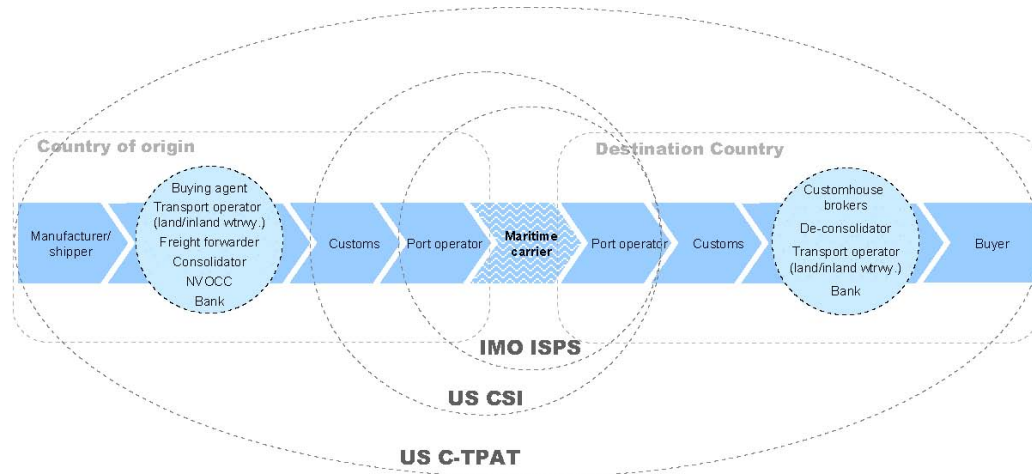 Country of origin
Destination Country
Manufacturer/
shipper
Buying agent
Transport operator
(land/inland wtrwy.)
Freight forwarder
Consolidator
NVOCC
Bank
Customs
Port operator
Maritime
carrier
Port operator
Customs
Customhouse
brokers
De-consolidator
Transport operator
(land/inland wtrwy.)
Bank
Buyer
IMO ISPS
US CSI
US C-TPAT